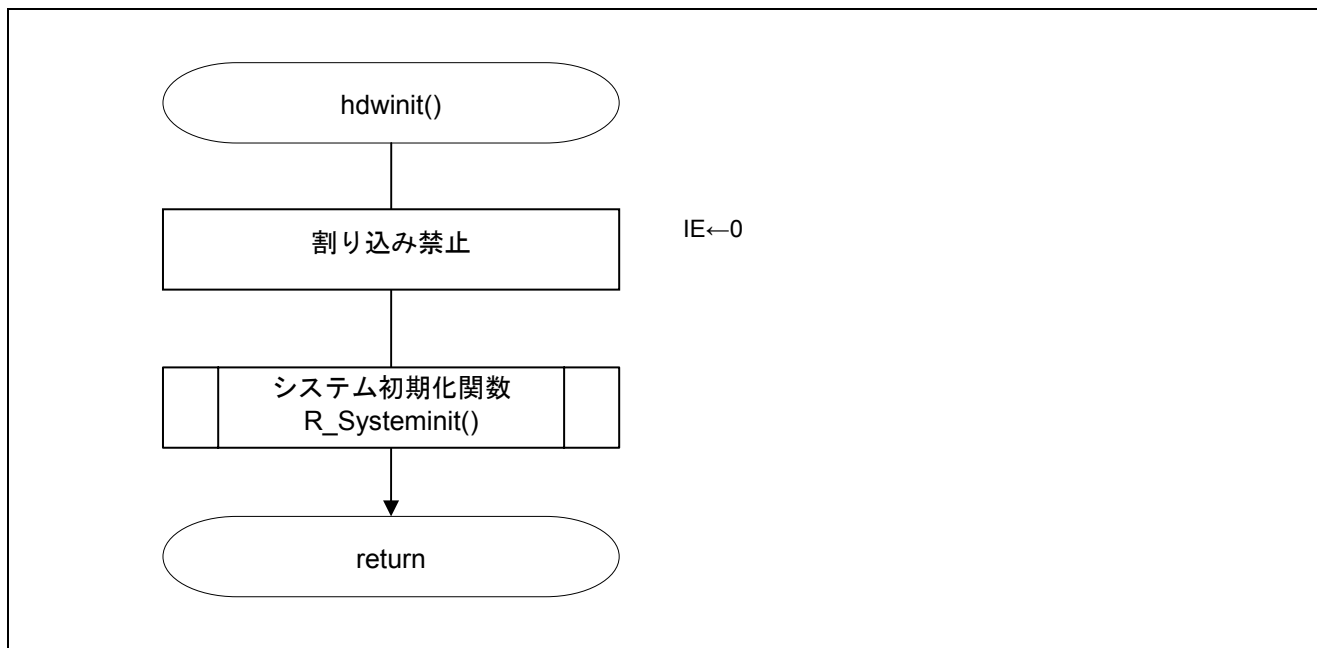 hdwinit()
割り込み禁止
IE←0
システム初期化関数
R_Systeminit()
return